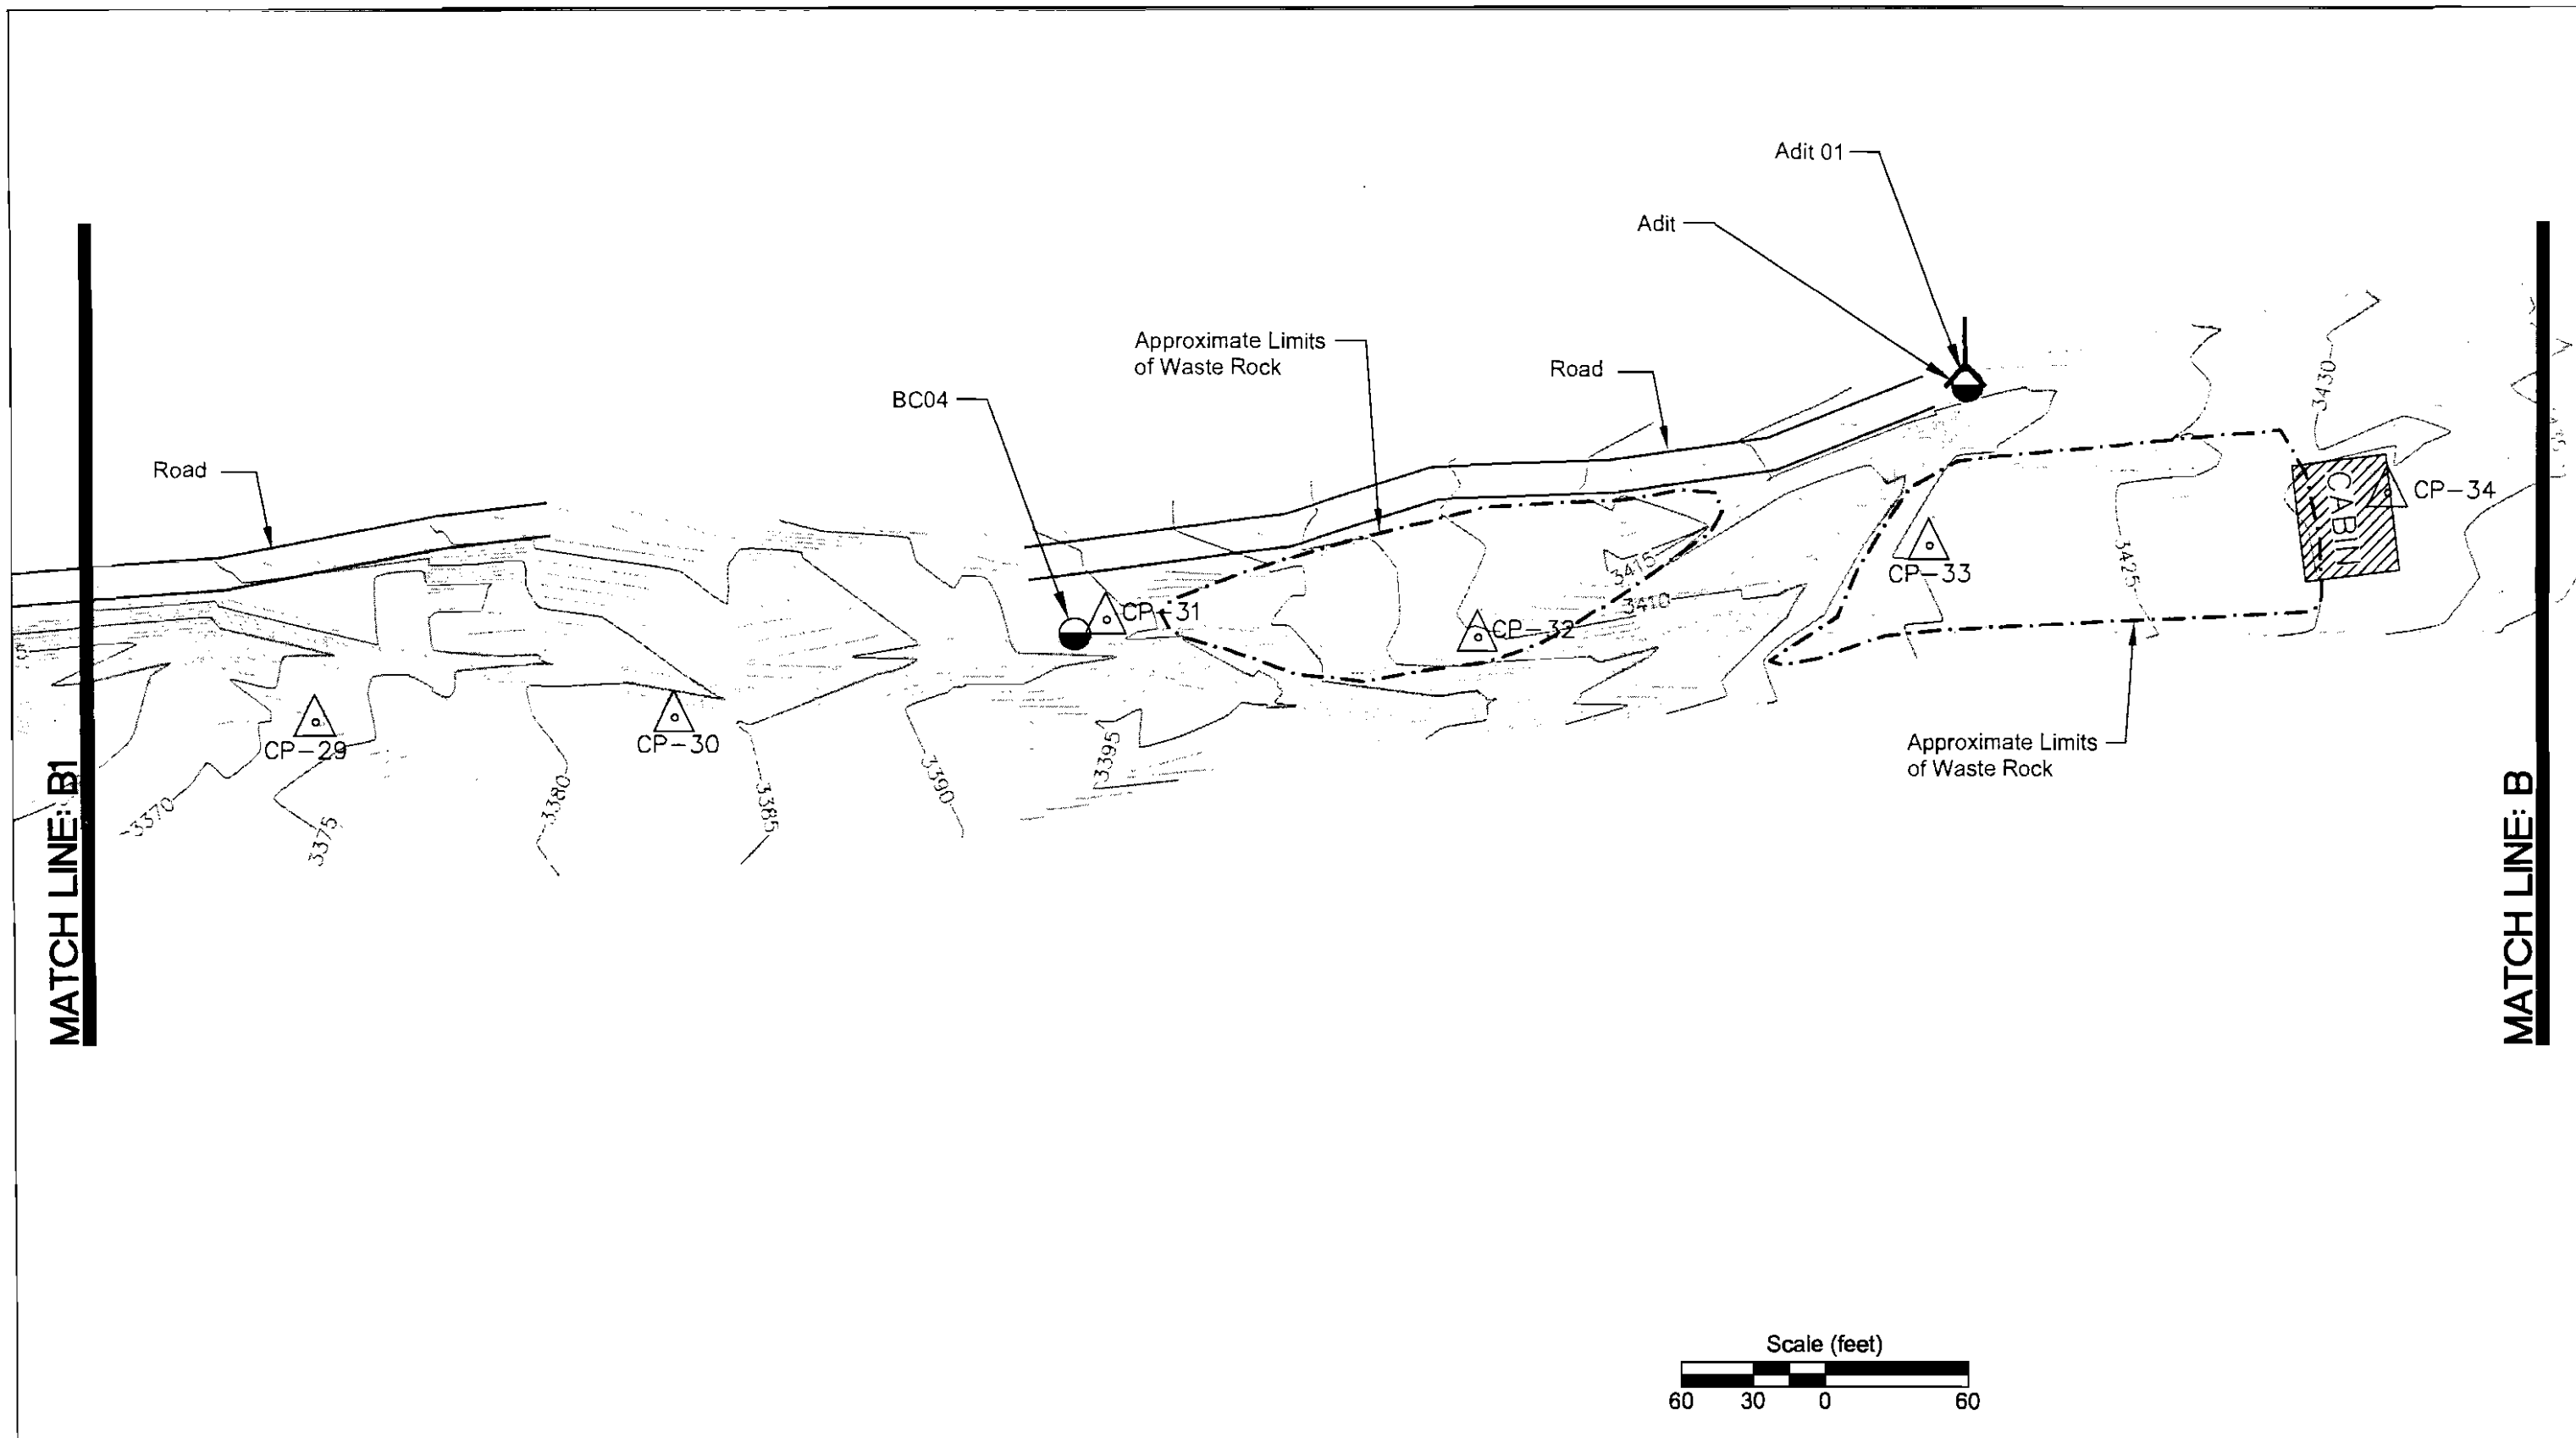 Adit 01
Adit
Approximate Limits
of Waste Rock
Road
BC04
Road
3430
CABIN
CP-34
3425
CP-33
3415
3410
CP-31
CP-32
CP-29
CP-30
3370
3375
3380
3385
3390
3395
Approximate Limits
of Waste Rock
MATCH LINE: B1
MATCH LINE: B
Scale (feet)
60 30 0 60